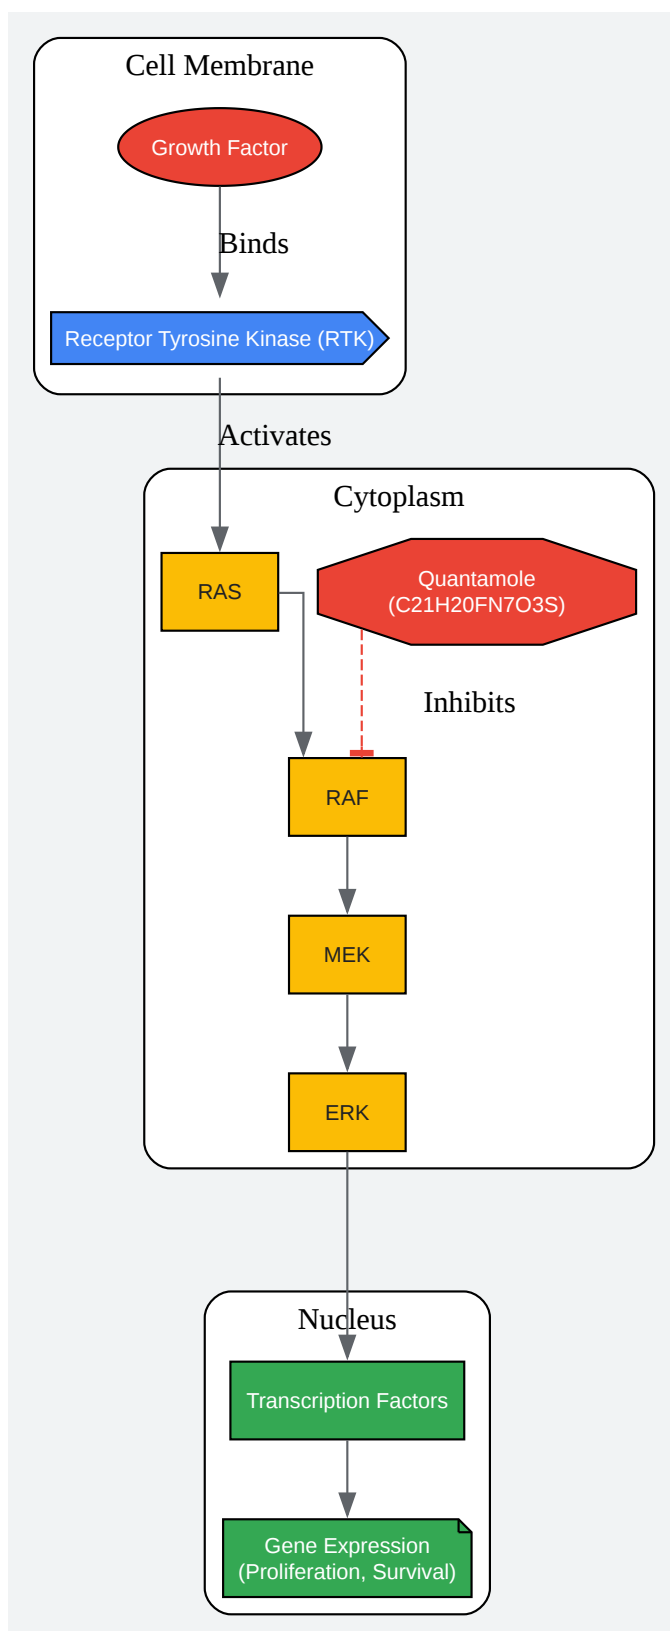 Cell Membrane
Growth Factor
Binds
Receptor Tyrosine Kinase (RTK)
Activates
Cytoplasm
RAS
Quantamole
(C21H20FN7O3S)
Inhibits
RAF
MEK
ERK
Nucleus
Transcription Factors
Gene Expression
(Proliferation, Survival)